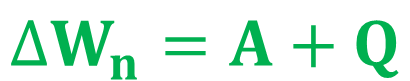 ΔWₙ = A + Q